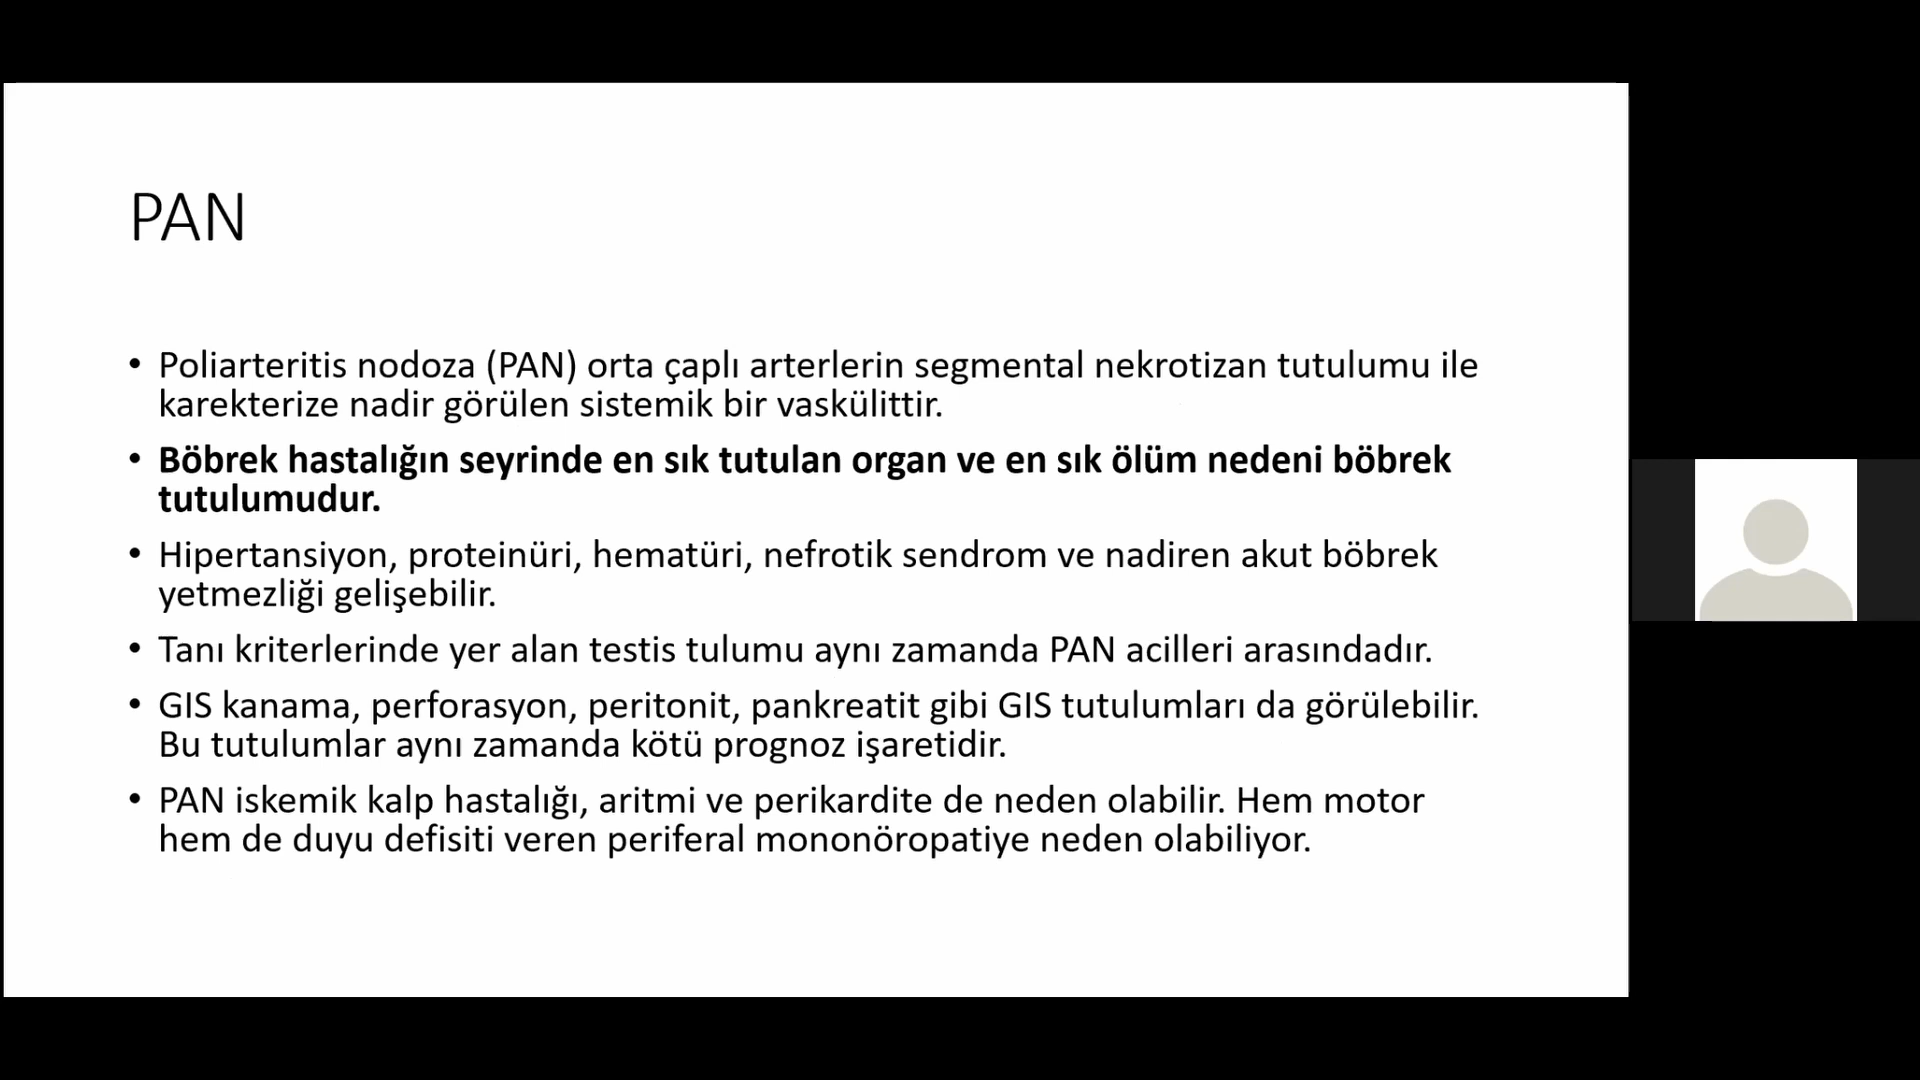 PAN
• Poliarteritis nodoza (PAN) orta çaplı arterlerin segmental nekrotizan tutulumu ile
karekterize nadir görülen sistemik bir vaskülittir.
• Böbrek hastalığın seyrinde en sık tutulan organ ve en sık ölüm nedeni böbrek
tutulumudur.
• Hipertansiyon, proteinüri, hematüri, nefrotik sendrom ve nadiren akut böbrek
yetmezliği gelişebilir.
• Tanı kriterlerinde yer alan testis tulumu aynı zamanda PAN acilleri arasındadır.
• GIS kanama, perforasyon, peritonit, pankreatit gibi GIS tutulumları da görülebilir.
Bu tutulumlar aynı zamanda kötü prognoz işaretidir.
• PAN iskemik kalp hastalığı, aritmi ve perikardite de neden olabilir. Hem motor
hem de duyu defisiti veren periferal mononöropatiye neden olabiliyor.